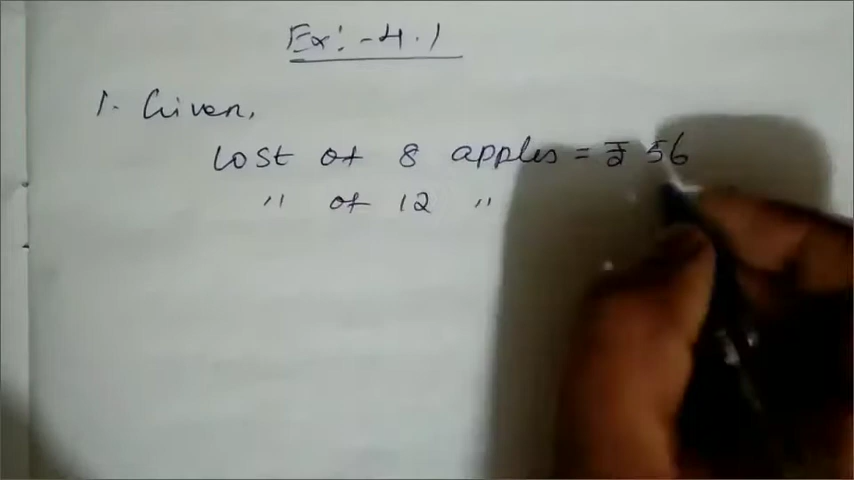 Ex:-4.1
1. Given,
Cost of 8 apples = ₹ 56
" of 12 "